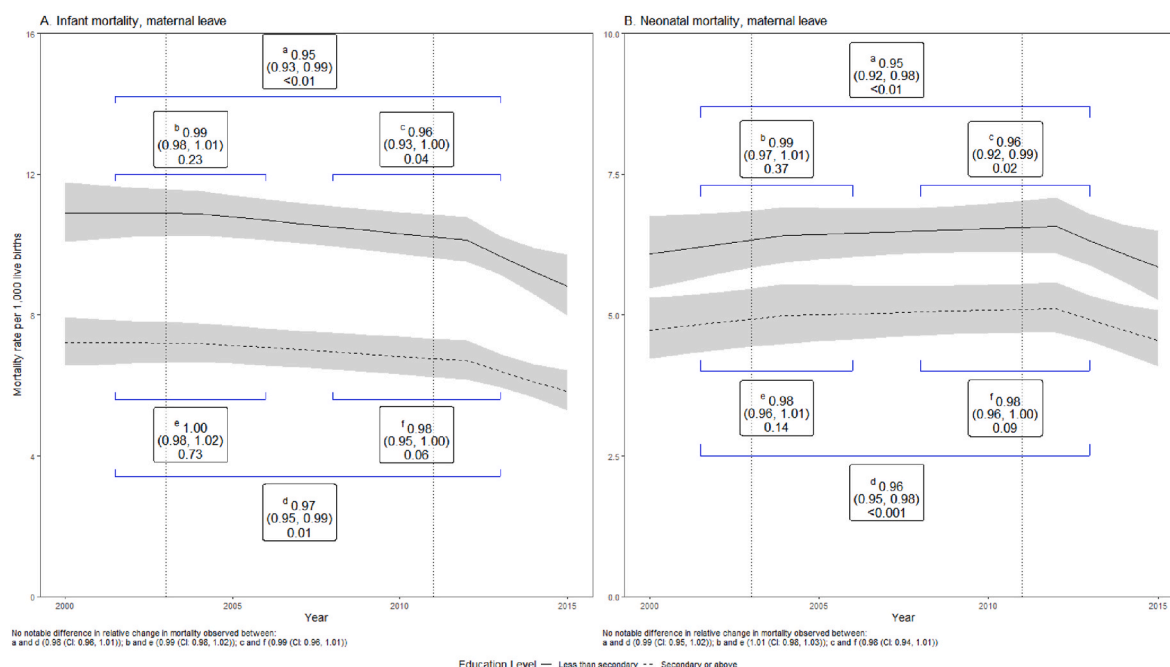 A. Infant mortality, maternal leave
Mortality rate per 1,000 live births
16
12
8
4
0
a 0.95
(0.93, 0.99)
<0.01
b 0.99
(0.98, 1.01)
0.23
c 0.96
(0.93, 1.00)
0.04
e 1.00
(0.98, 1.02)
0.73
f 0.98
(0.95, 1.00)
0.06
d 0.97
(0.95, 0.99)
0.01
2000 2005 2010 2015
Year
No notable difference in relative change in mortality observed between:
a and d (0.98 (CI: 0.96, 1.01)); b and e (0.99 (CI: 0.98, 1.02)); c and f (0.99 (CI: 0.96, 1.01))
B. Neonatal mortality, maternal leave
10.0
7.5
5.0
2.5
0.0
a 0.95
(0.92, 0.98)
<0.01
b 0.99
(0.97, 1.01)
0.37
c 0.96
(0.92, 0.99)
0.02
e 0.98
(0.96, 1.01)
0.14
f 0.98
(0.96, 1.00)
0.09
d 0.96
(0.95, 0.98)
<0.001
2000 2005 2010 2015
Year
No notable difference in relative change in mortality observed between:
a and d (0.99 (CI: 0.95, 1.02)); b and e (1.01 (CI: 0.98, 1.03)); c and f (0.98 (CI: 0.94, 1.01))
Education Level Less than secondary Secondary or above